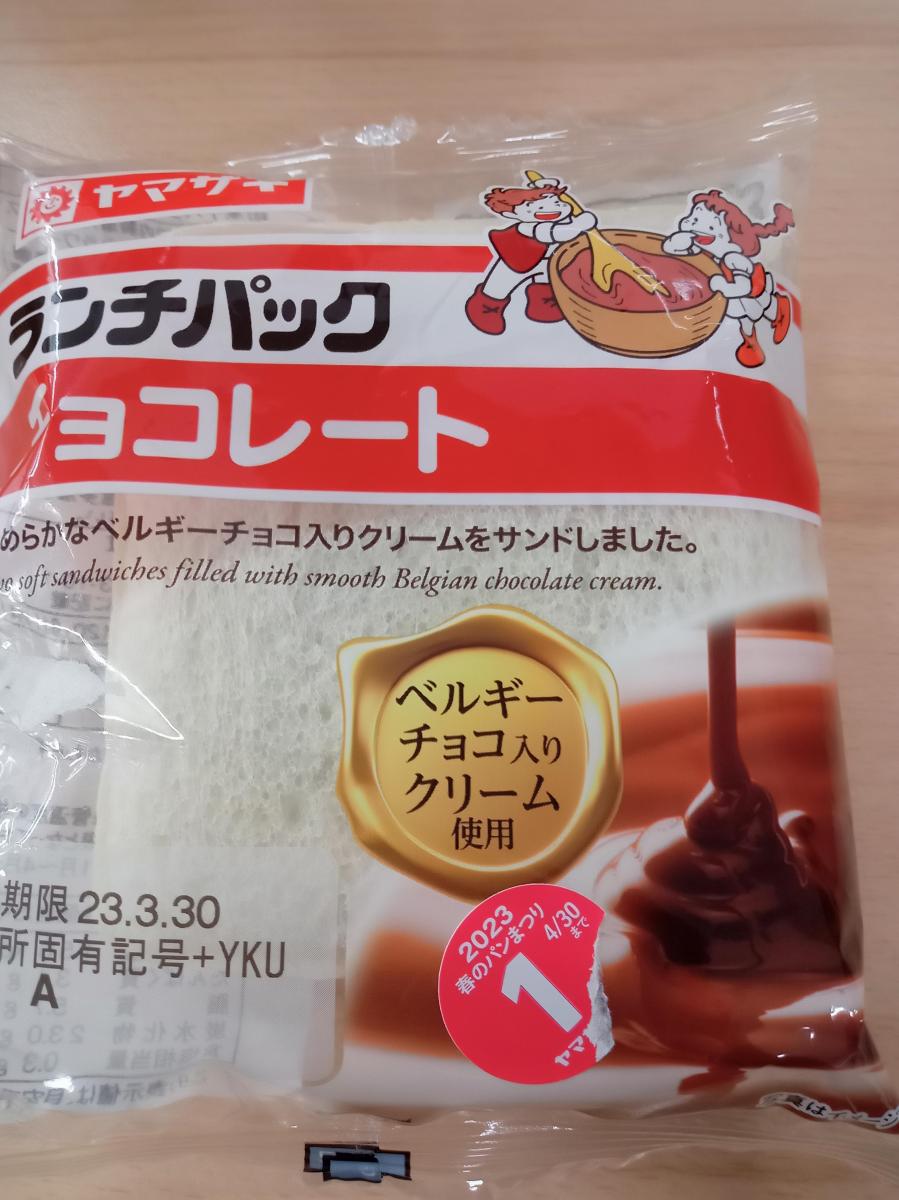 ヤマザキ
ランチパック
チョコレート
めらかなベルギーチョコ入りクリームをサンドしました。
soft sandwiches filled with smooth Belgian chocolate cream.
ベルギー
チョコ入り
クリーム
使用
期限 23.3.30
所固有記号+YKU
A
2023
春のパンまつり
4/30まで
1
ヤマ